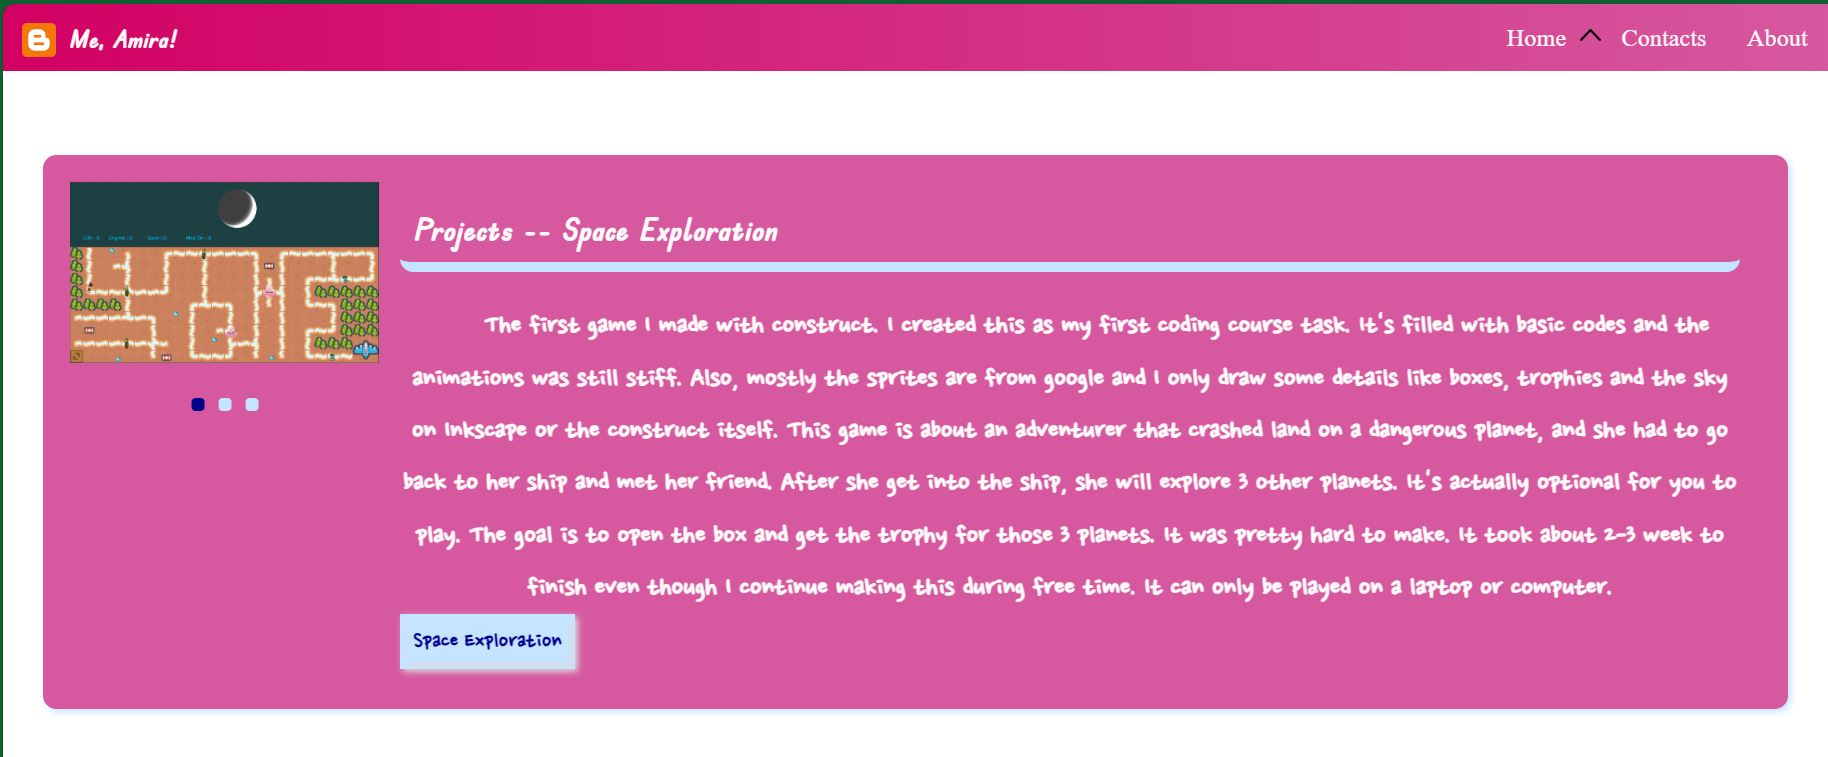 Me, Amira!
Home
Contacts
About
Projects -- Space Exploration
The first game I made with construct. I created this as my first coding course task. It's filled with basic codes and the
animations was still stiff. Also, mostly the sprites are from google and I only draw some details like boxes, trophies and the sky
on Inkscape or the construct itself. This game is about an adventurer that crashed land on a dangerous planet, and she had to go
back to her ship and met her friend. After she get into the ship, she will explore 3 other planets. It's actually optional for you to
play. The goal is to open the box and get the trophy for those 3 planets. It was pretty hard to make. It took about 2-3 week to
finish even though I continue making this during free time. It can only be played on a laptop or computer.
Space Exploration